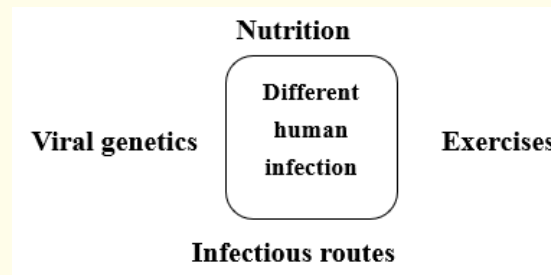 Nutrition
Different
human
infection
Viral genetics
Exercises
Infectious routes